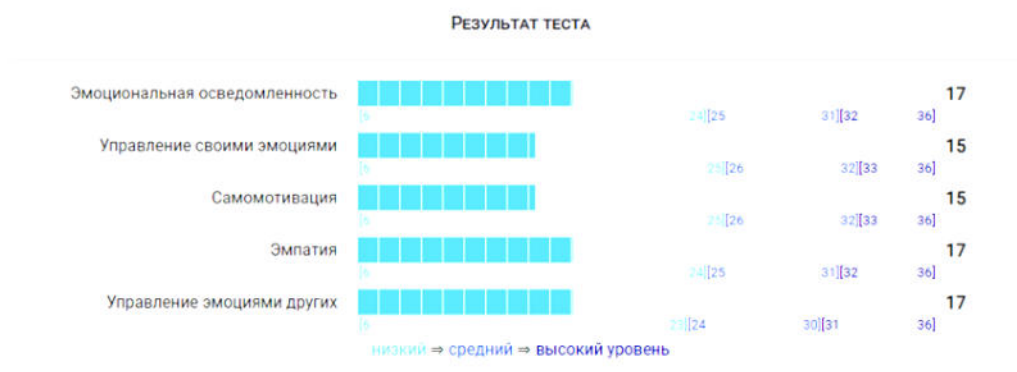 Результат теста
Эмоциональная осведомленность 17
[6 24][25 31][32 36]
Управление своими эмоциями 15
[6 25][26 32][33 36]
Самомотивация 15
[6 25][26 32][33 36]
Эмпатия 17
[6 24][25 31][32 36]
Управление эмоциями других 17
[6 23][24 30][31 36]
низкий ⇒ средний ⇒ высокий уровень